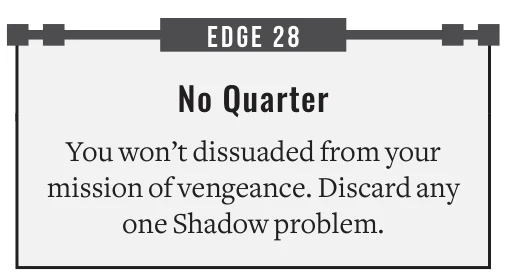 EDGE 28
No Quarter
You won’t dissuaded from your
mission of vengeance. Discard any
one Shadow problem.